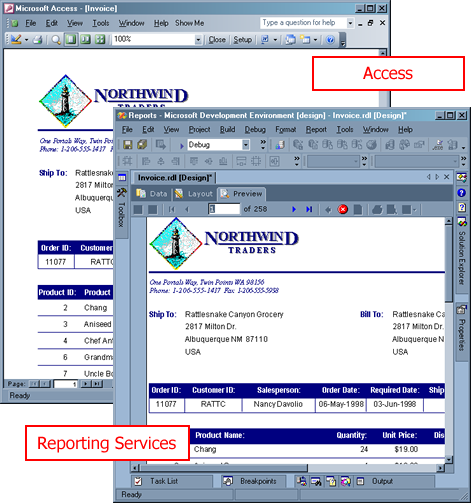 Microsoft Access - [Invoice]
File Edit View Tools Window Help Show Me
Type a question for help
100%
Close Setup
Access
NORTHWIND
TRADERS
One Portals Way, Twin Points WA
Phone: 1-206-555-1417
Ship To: Rattlesnake
2817 Milton
Albuquerque
USA
Order ID: Customer
11077 RATTC
Product ID: Product
2 Chang
3 Aniseed
4 Chef Ant
6 Grandma
7 Uncle Bo
Page: 1
Ready
Reports - Microsoft Development Environment [design] - Invoice.rdl [Design]*
File Edit View Project Build Debug Format Report Tools Window Help
Debug
Invoice.rdl [Design]*
Data Layout Preview
1 of 258
Toolbox
Solution Explorer
Properties
NORTHWIND
TRADERS
One Portals Way, Twin Points WA 98156
Phone: 1-206-555-1417 Fax: 1-206-555-5938
Ship To: Rattlesnake Canyon Grocery Bill To: Rattlesnake Ca
2817 Milton Dr. 2817 Milton Dr.
Albuquerque NM 87110 Albuquerque N
USA USA
Order ID: Customer ID: Salesperson: Order Date: Required Date: Ship
11077 RATTC Nancy Davolio 06-May-1998 03-Jun-1998
Product Name: Quantity: Unit Price: Dis
Chang 24 $19.00
Reporting Services
Task List Breakpoints Output
Ready